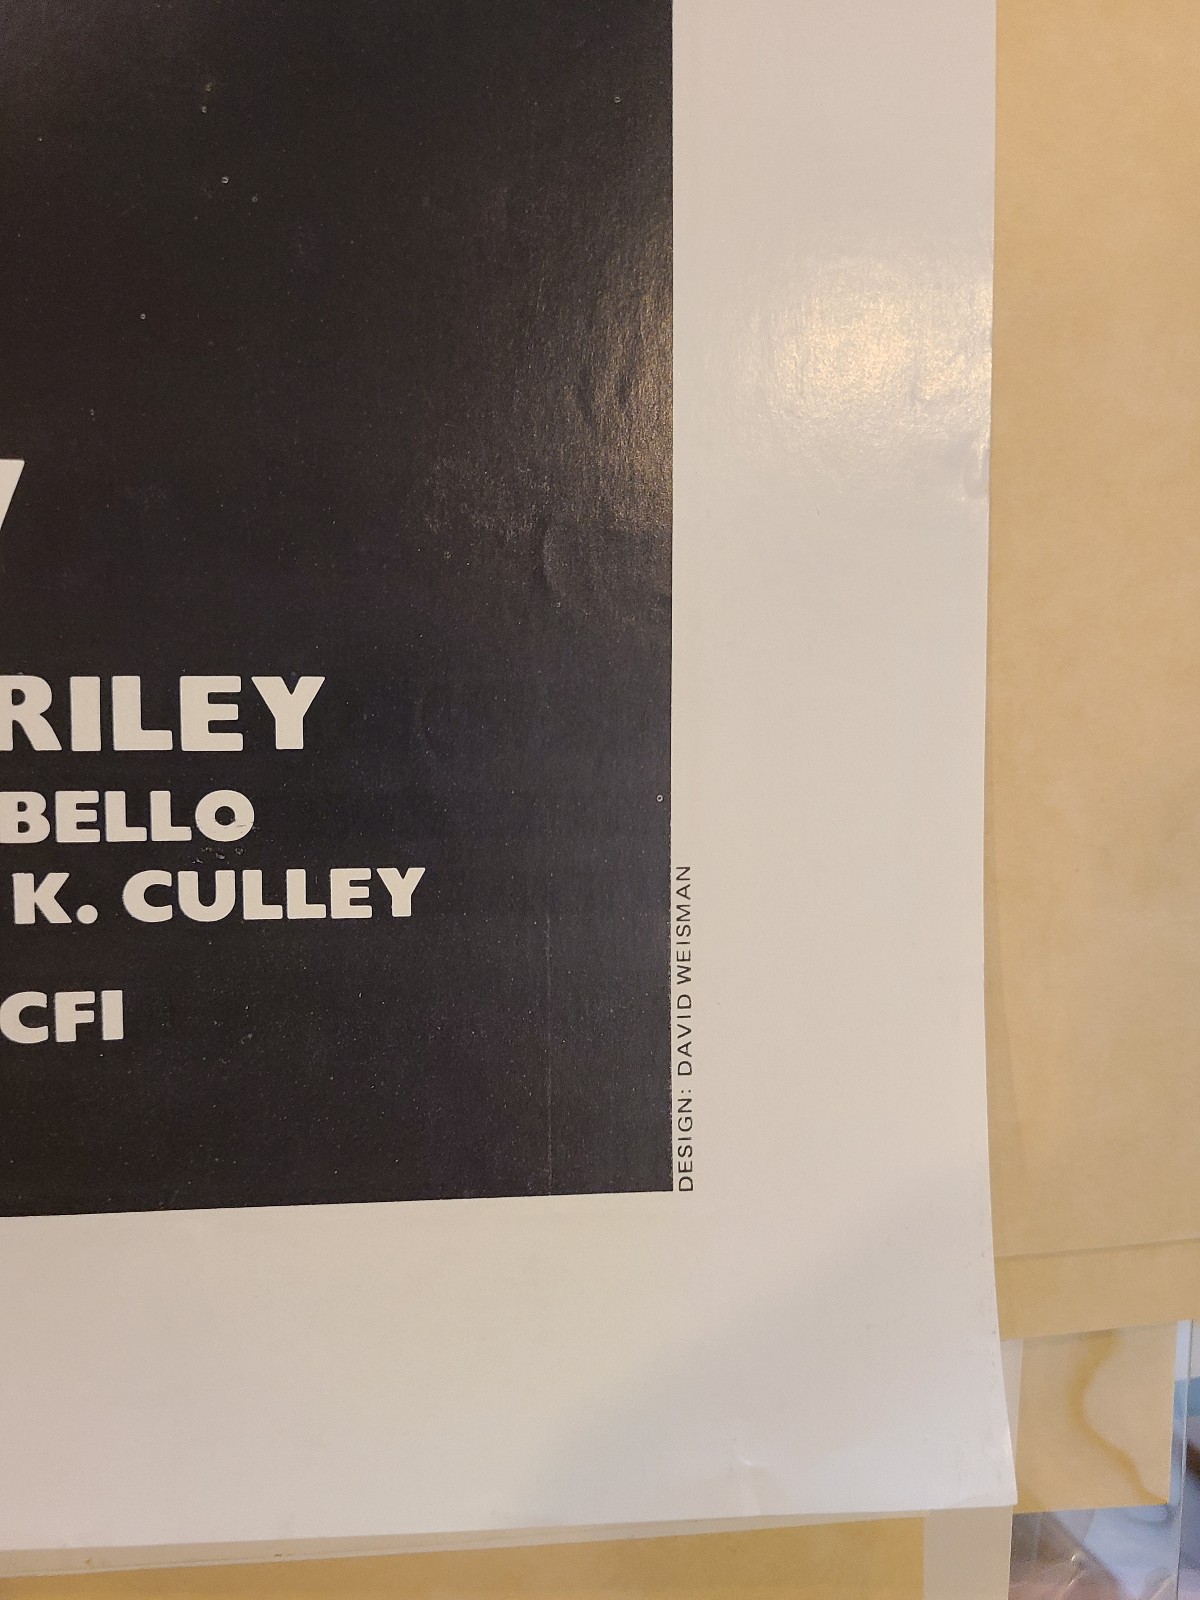 Y
RILEY
BELLO
K. CULLEY
CFI
DESIGN: DAVID WEISMAN